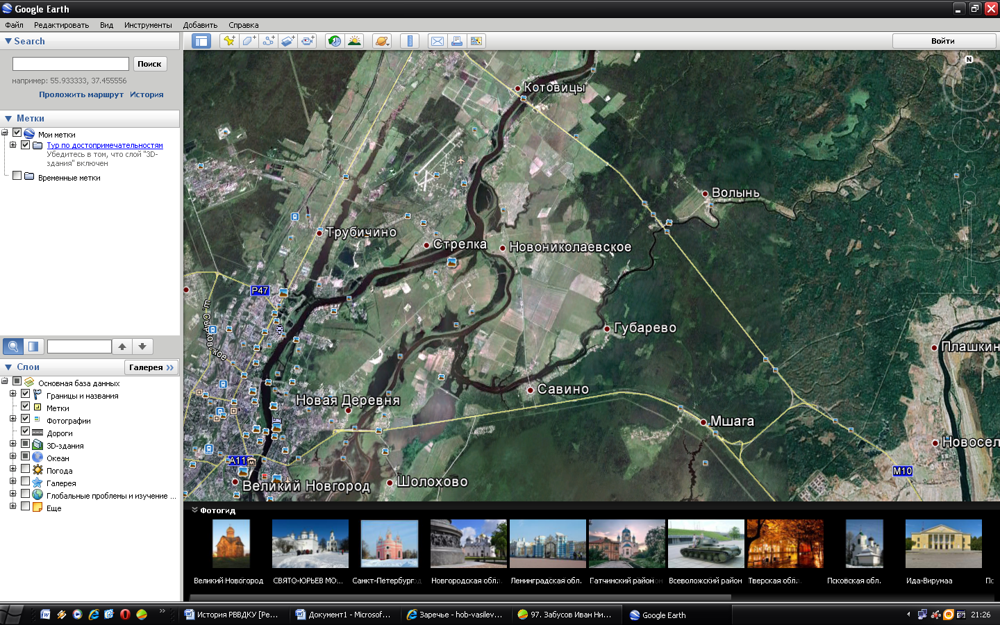 Google Earth
Файл Редактировать Вид Инструменты Добавить Справка
Search
Войти
Поиск
например: 55.933333, 37.455556
Проложить маршрут История
Метки
Мои метки
Тур по достопримечательностям
Убедитесь в том, что слой "3D-
здания" включен
Временные метки
Слои
Галерея
Основная база данных
Границы и названия
Метки
Фотографии
Дороги
3D-здания
Океан
Погода
Галерея
Глобальные проблемы и изучение ...
Еще
N
Котовицы
Волынь
Трубичино
Стрелка
Новониколаевское
P47
Губарево
Плашкин
Савино
Новая Деревня
Мшага
Новосел
A11
M10
Великий Новгород
Шолохово
Фотогид
Великий Новогород
СВЯТО-ЮРЬЕВ МО...
Санкт-Петербург
Новгородская обл.
Ленинградская обл.
Гатчинский район
Всеволожский район
Тверская обл.
Псковская обл.
Ида-Вирумаа
Пс
История РВВДКУ [Ре...
Документ1 - Microsof...
Заречье - hob-vasilev...
97. Забусов Иван Ни...
Google Earth
21:26